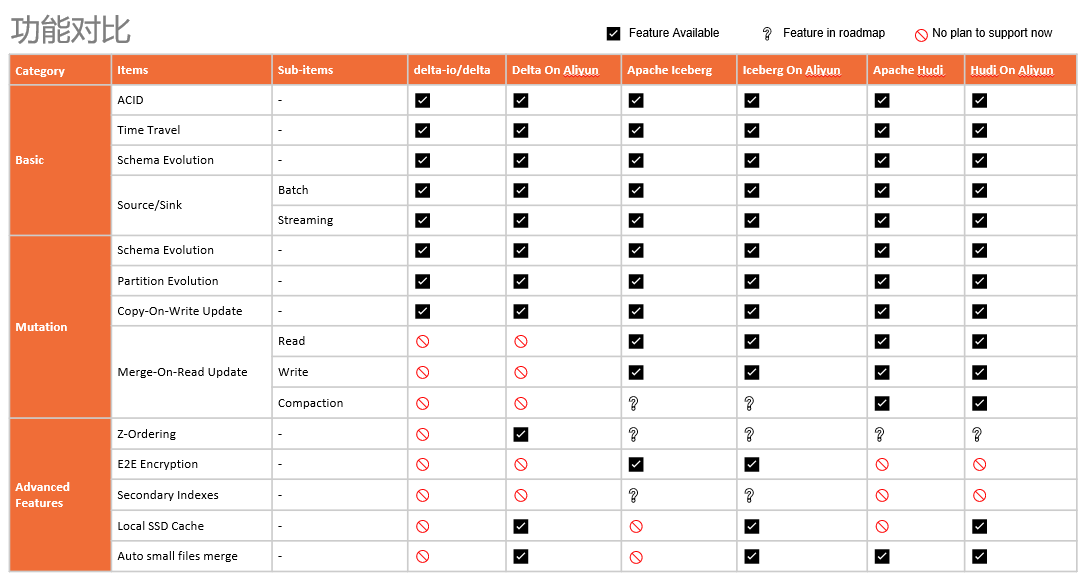 功能对比
Feature Available
Feature in roadmap
No plan to support now
Category Items Sub-items delta-io/delta Delta On Aliyun Apache Iceberg Iceberg On Aliyun Apache Hudi Hudi On Aliyun
Basic
ACID -
Time Travel -
Schema Evolution -
Source/Sink
Batch
Streaming
Mutation
Schema Evolution -
Partition Evolution -
Copy-On-Write Update -
Merge-On-Read Update
Read
Write
Compaction
Advanced
Features
Z-Ordering -
E2E Encryption -
Secondary Indexes -
Local SSD Cache -
Auto small files merge -